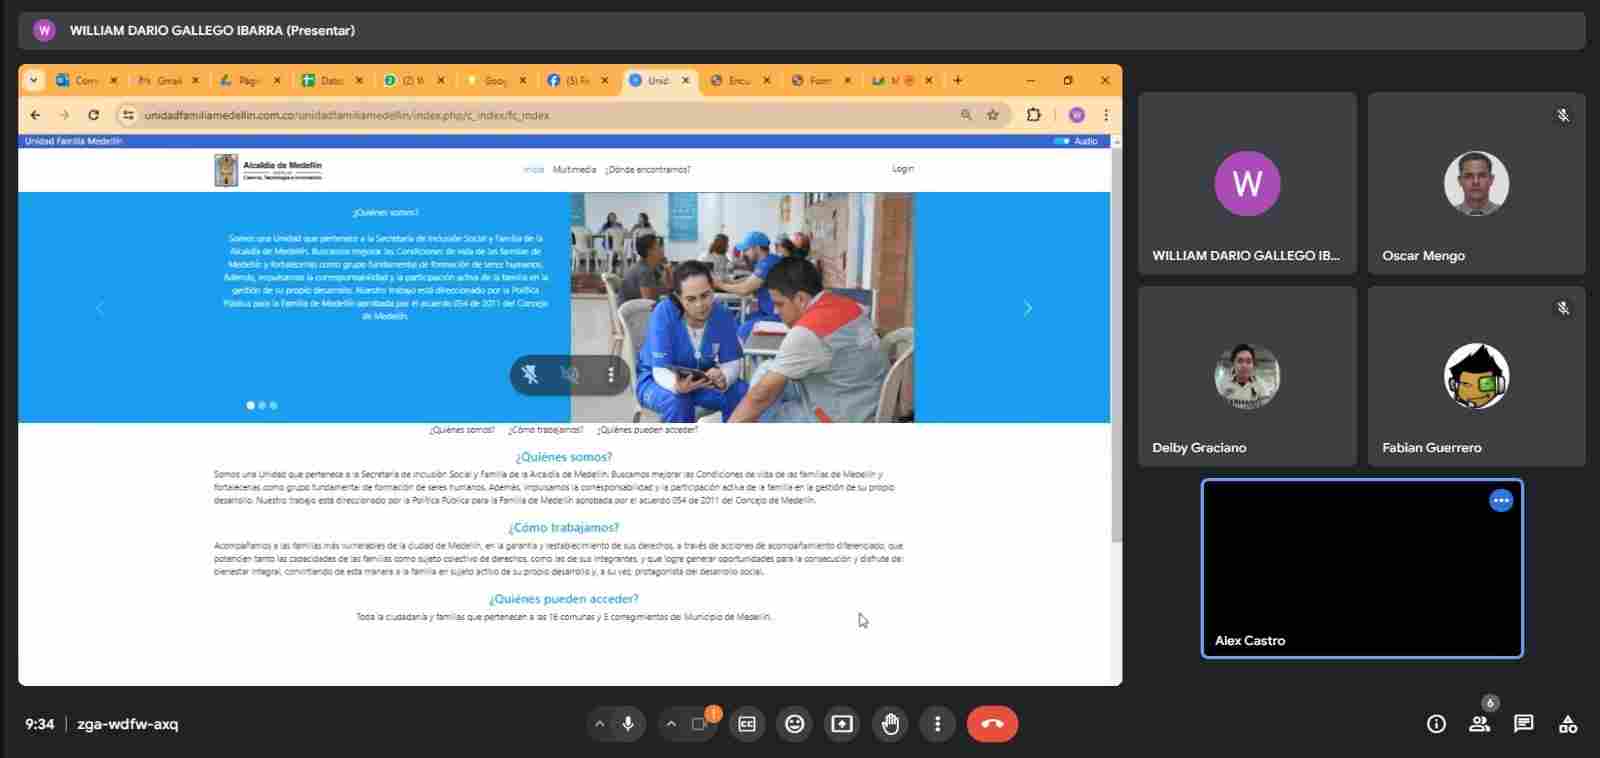 W WILLIAM DARIO GALLEGO IBARRA (Presentar)
Gmail
unidadfamiliamedellin.com.co/unidadfamiliamedellin/index.php/c_index/fc_index
Unidad Familia Medellín
Audio
Alcaldía de Medellín
Ciencia, Tecnología e Innovación
Inicio Multimedia ¿Dónde encontrarnos? Login
¿Quiénes somos?
Somos una Unidad que pertenece a la Secretaría de Inclusión Social y Familia de la
Alcaldía de Medellín. Buscamos mejorar las Condiciones de vida de las familias de
Medellín y fortalecerlas como grupo fundamental de formación de seres humanos.
Además, impulsamos la corresponsabilidad y la participación activa de la familia en la
gestión de su propio desarrollo. Nuestro trabajo está direccionado por la Política
Pública para la Familia de Medellín aprobada por el acuerdo 054 de 2011 del Concejo
de Medellín.
¿Quiénes somos? ¿Cómo trabajamos? ¿Quiénes pueden acceder?
¿Quiénes somos?
Somos una Unidad que pertenece a la Secretaría de Inclusión Social y Familia de la Alcaldía de Medellín. Buscamos mejorar las Condiciones de vida de las familias de Medellín y
fortalecerlas como grupo fundamental de formación de seres humanos. Además, impulsamos la corresponsabilidad y la participación activa de la familia en la gestión de su propio
desarrollo. Nuestro trabajo está direccionado por la Política Pública para la Familia de Medellín aprobada por el acuerdo 054 de 2011 del Concejo de Medellín.
¿Cómo trabajamos?
Acompañamos a las familias más vulnerables de la ciudad de Medellín, en la garantía y restablecimiento de sus derechos, a través de acciones de acompañamiento diferenciado, que
potencien tanto las capacidades de las familias como sujeto colectivo de derechos, como las de sus integrantes, y que logre generar oportunidades para la consecución y disfrute del
bienestar integral, convirtiendo de esta manera a la familia en sujeto activo de su propio desarrollo y, a su vez, protagonista del desarrollo social.
¿Quiénes pueden acceder?
Toda la ciudadanía y familias que pertenecen a las 16 comunas y 5 corregimientos del Municipio de Medellín.
W
WILLIAM DARIO GALLEGO IB...
Oscar Mengo
Deiby Graciano
Fabian Guerrero
Alex Castro
9:34 | zga-wdfw-axq
6